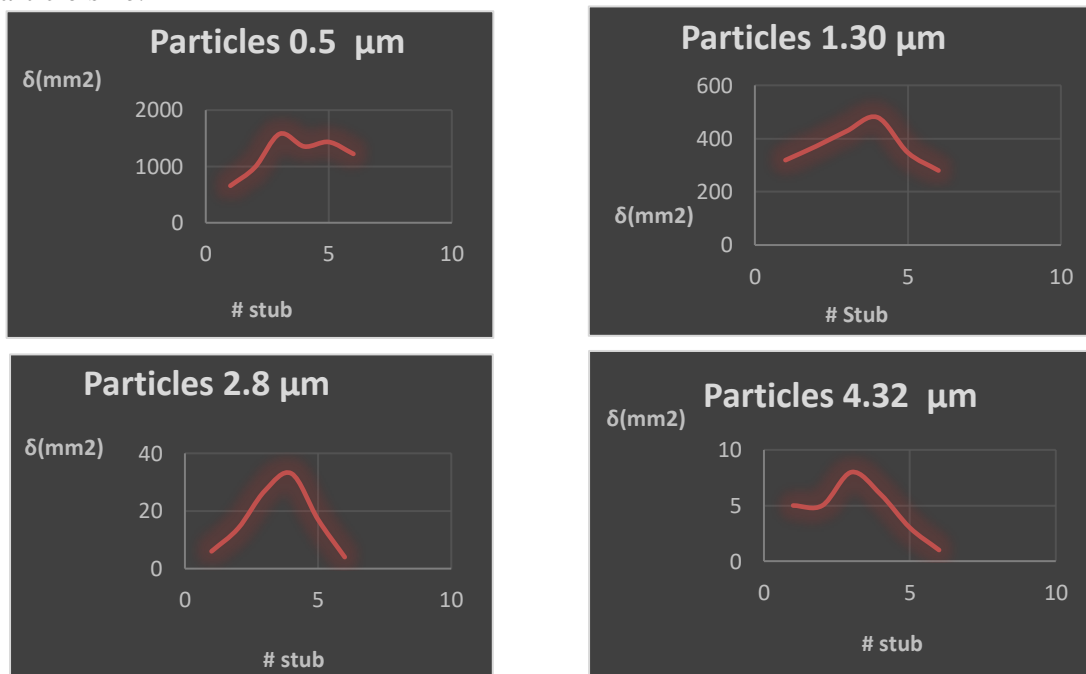 Particles 0.5 µm
δ(mm2)
2000
1000
0
0 5 10
# stub
Particles 1.30 µm
600
400
200
δ(mm2)
0
0 5 10
# Stub
Particles 2.8 µm
δ(mm2)
40
20
0
0 5 10
# stub
Particles 4.32 µm
δ(mm2)
10
5
0
0 5 10
# stub